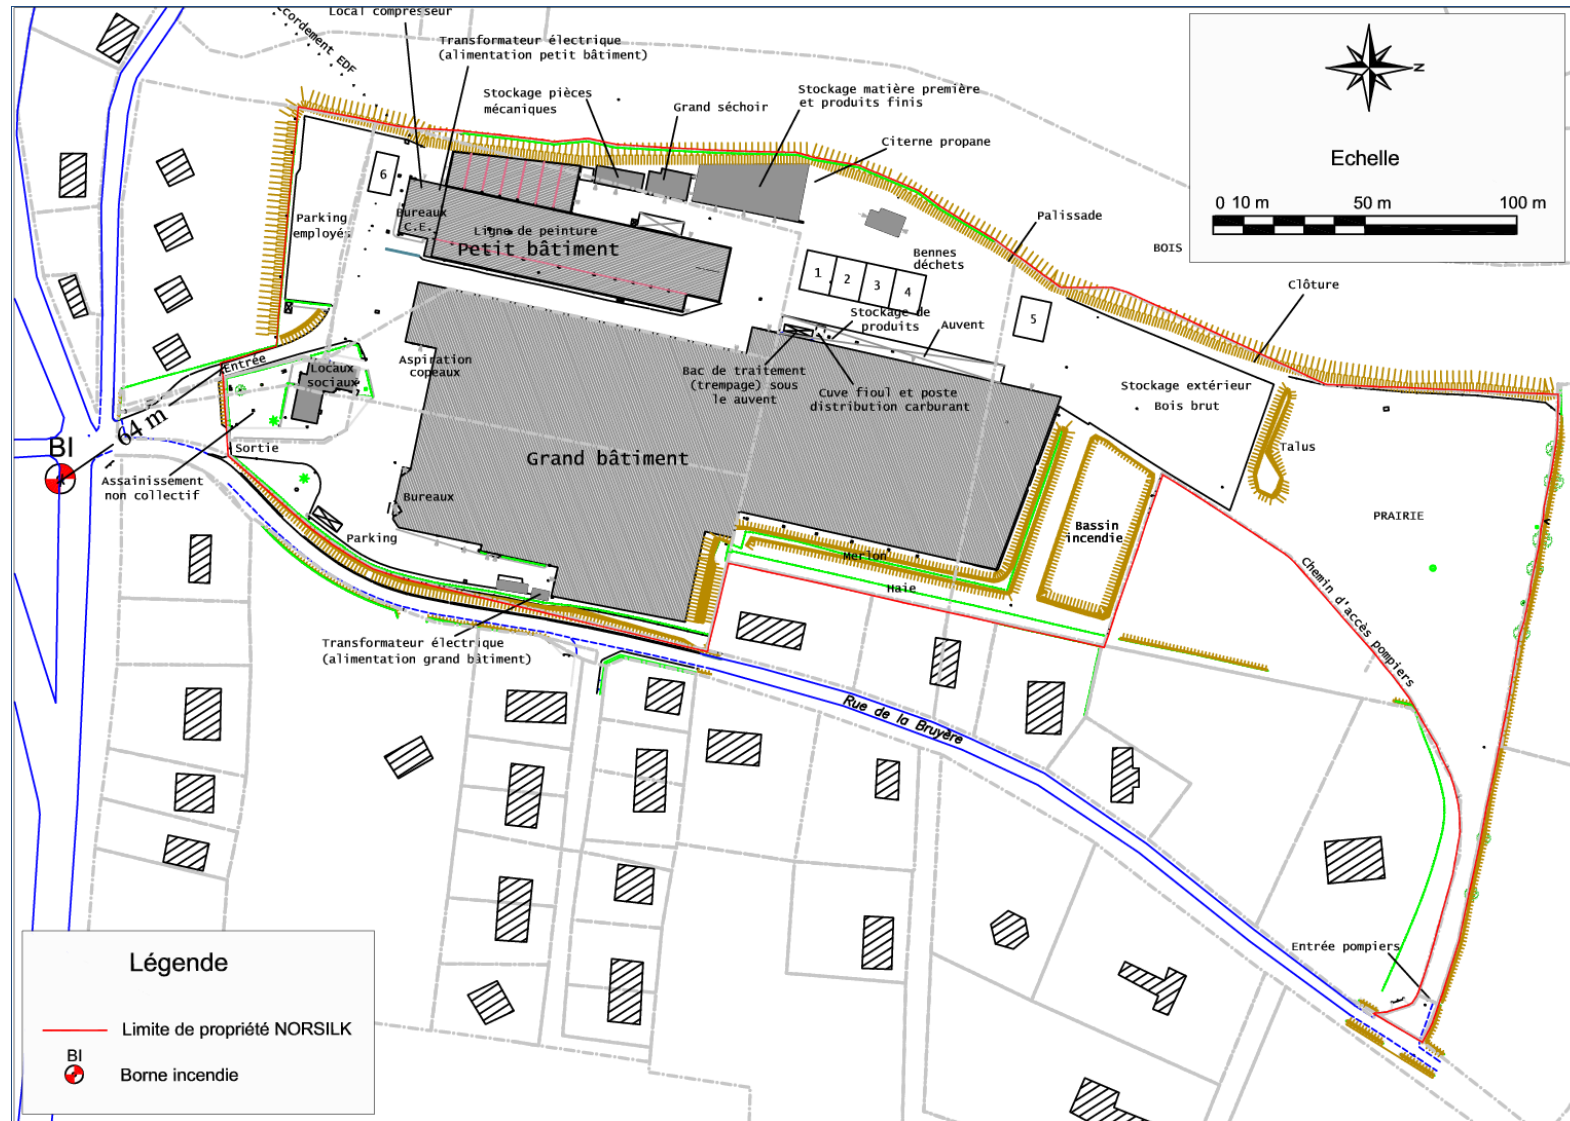 Local compresseur
Transformateur électrique
(alimentation petit bâtiment)
Stockage pièces
mécaniques
Grand séchoir
Stockage matière première
et produits finis
Citerne propane
N
Echelle
0 10 m 50 m 100 m
Palissade
BOIS
Clôture
6
Parking
employé
Bureaux
C.E.
Ligne de peinture
Petit bâtiment
Bennes
déchets
1 2 3 4
5
Stockage de
produits
Auvent
Entrée
Locaux
sociaux
Aspiration
copeaux
Bac de traitement
(trempage) sous
le auvent
Cuve fioul et poste
distribution carburant
Stockage extérieur
Bois brut
Talus
64 m
BI
Sortie
Assainissement
non collectif
Grand bâtiment
Bureaux
Parking
Bassin
incendie
PRAIRIE
Merlon
Haie
Chemin d'accès pompiers
Transformateur électrique
(alimentation grand bâtiment)
Rue de la Bruyère
Entrée pompiers
Légende
Limite de propriété NORSILK
BI
Borne incendie